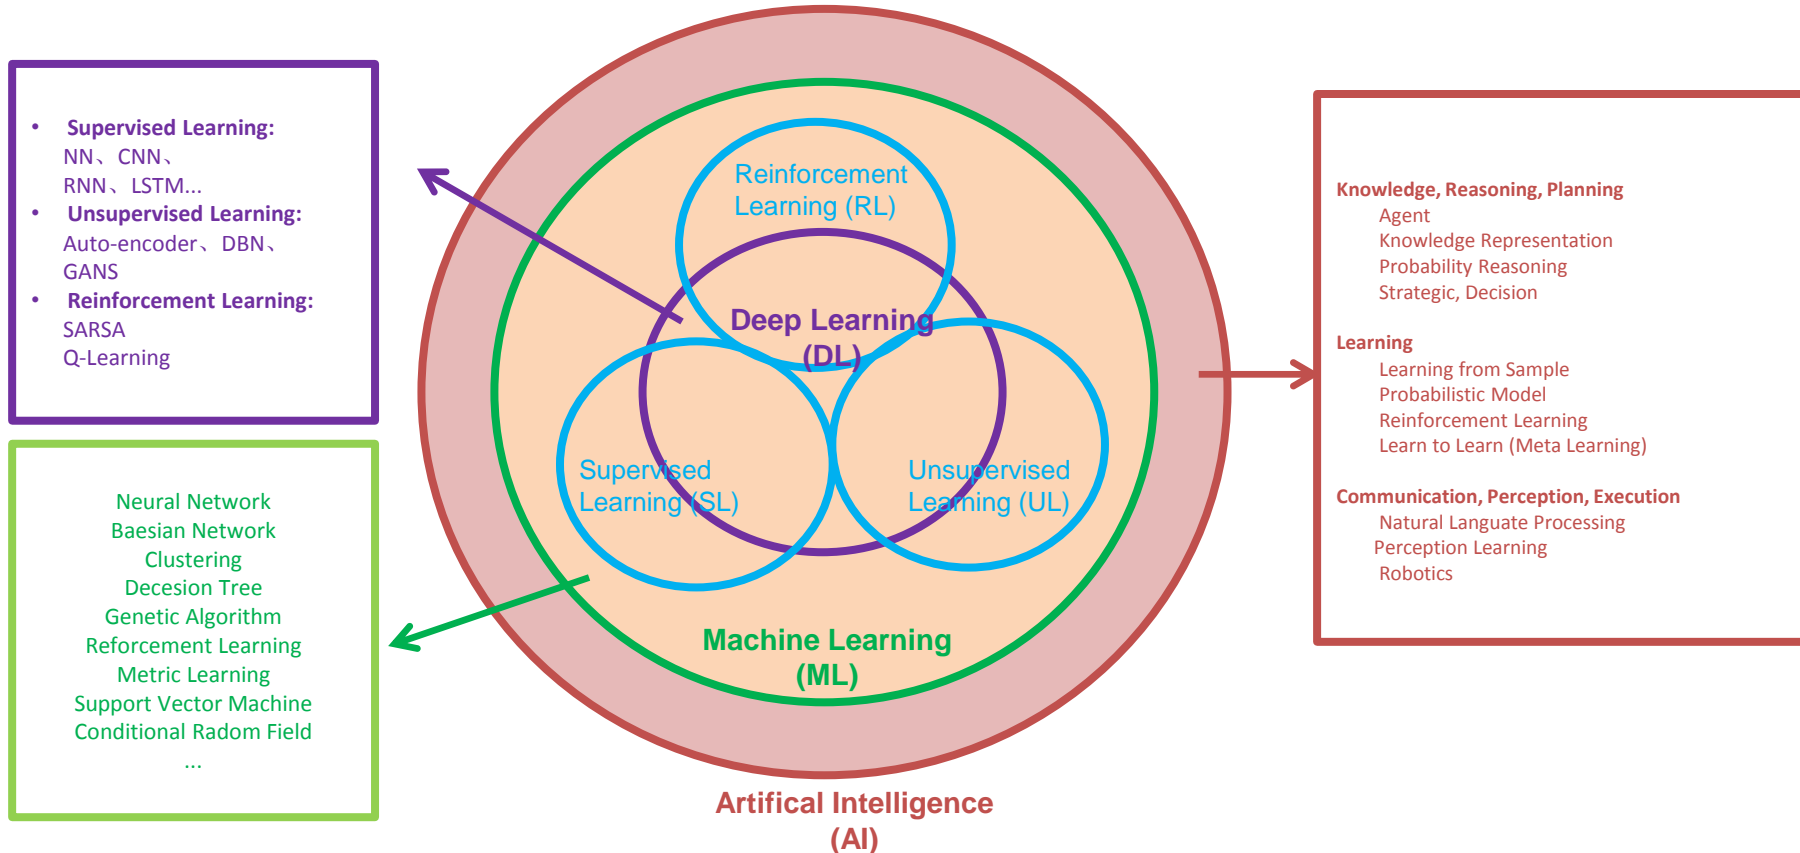 • Supervised Learning:
NN、CNN、
RNN、LSTM...
• Unsupervised Learning:
Auto-encoder、DBN、
GANS
• Reinforcement Learning:
SARSA
Q-Learning
Neural Network
Baesian Network
Clustering
Decesion Tree
Genetic Algorithm
Reforcement Learning
Metric Learning
Support Vector Machine
Conditional Radom Field
...
Reinforcement
Learning (RL)
Deep Learning
(DL)
Supervised
Learning (SL)
Unsupervised
Learning (UL)
Machine Learning
(ML)
Artifical Intelligence
(AI)
Knowledge, Reasoning, Planning
Agent
Knowledge Representation
Probability Reasoning
Strategic, Decision
Learning
Learning from Sample
Probabilistic Model
Reinforcement Learning
Learn to Learn (Meta Learning)
Communication, Perception, Execution
Natural Languate Processing
Perception Learning
Robotics